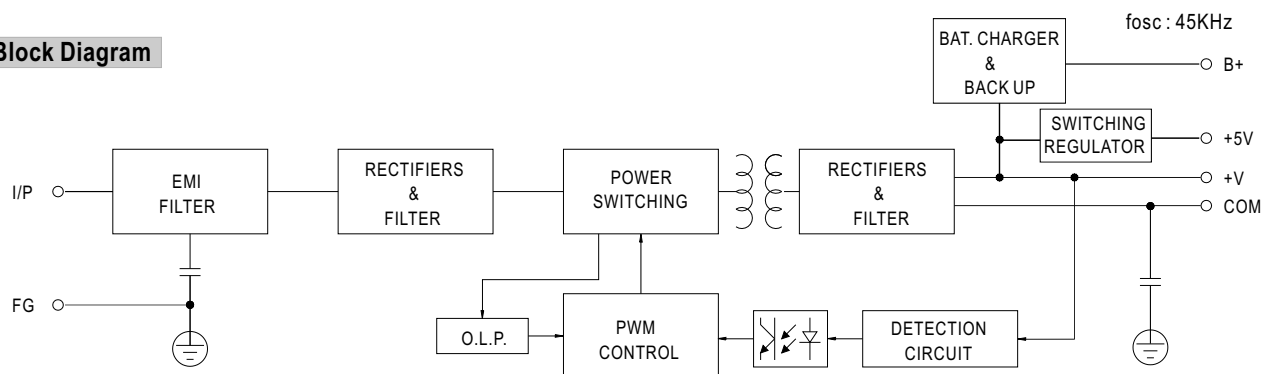 Block Diagram
fosc : 45KHz
BAT. CHARGER
&
BACK UP
B+
SWITCHING
REGULATOR
+5V
I/P
EMI
FILTER
RECTIFIERS
&
FILTER
POWER
SWITCHING
RECTIFIERS
&
FILTER
+V
COM
FG
O.L.P.
PWM
CONTROL
DETECTION
CIRCUIT